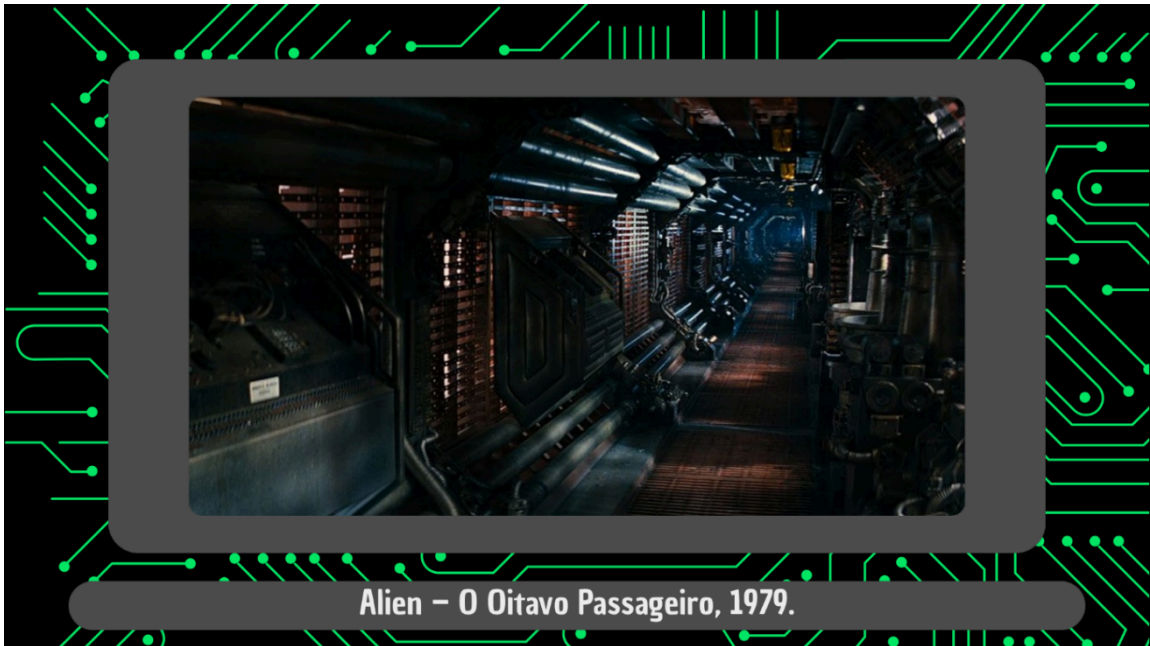 Alien – O Oitavo Passageiro, 1979.